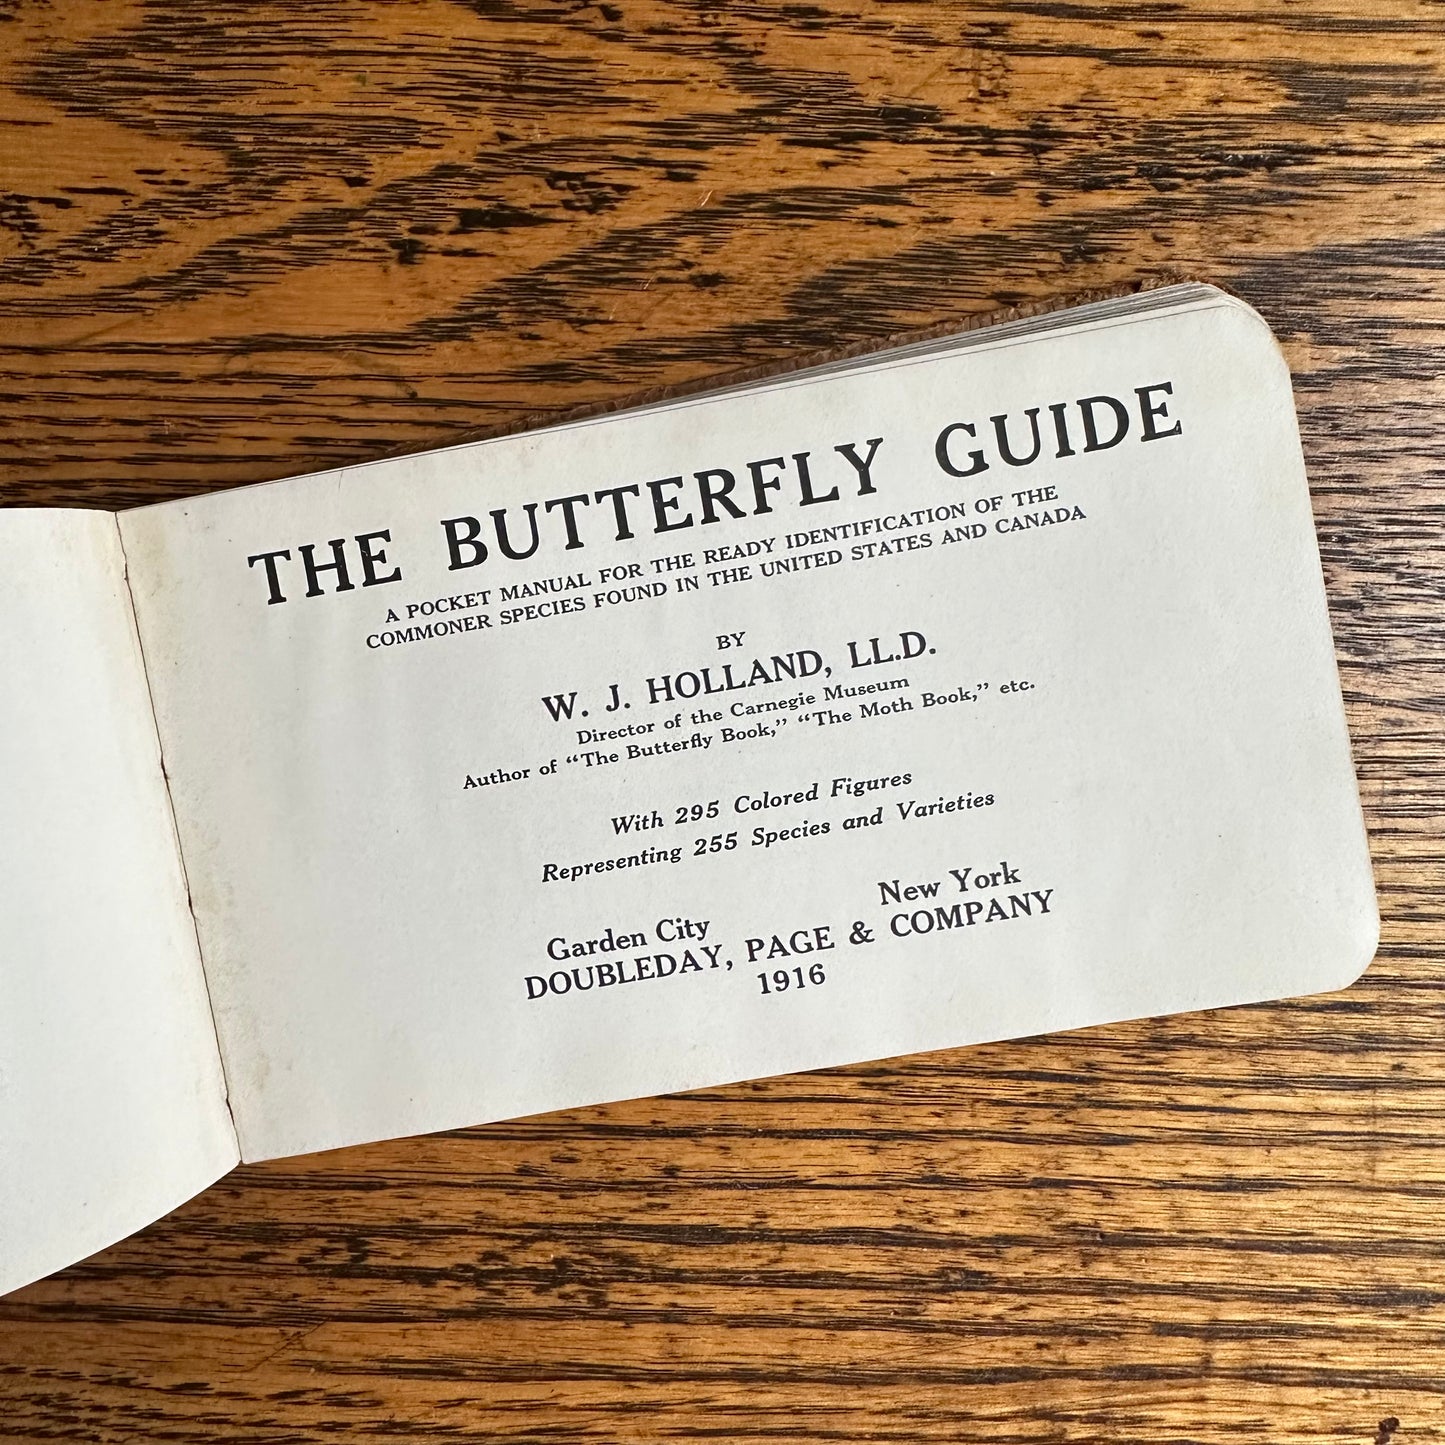 THE BUTTERFLY GUIDE
A POCKET MANUAL FOR THE READY IDENTIFICATION OF THE
COMMONER SPECIES FOUND IN THE UNITED STATES AND CANADA
BY
W. J. HOLLAND, LL.D.
Director of the Carnegie Museum
Author of “The Butterfly Book,” “The Moth Book,” etc.
With 295 Colored Figures
Representing 255 Species and Varieties
Garden City New York
DOUBLEDAY, PAGE & COMPANY
1916